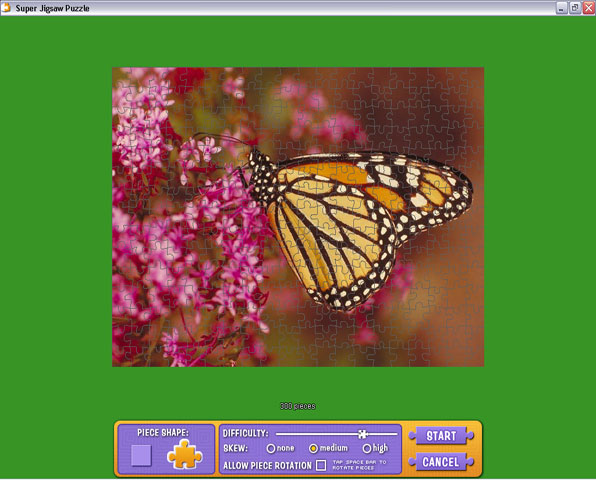 Super Jigsaw Puzzle
300 pieces
PIECE SHAPE:
DIFFICULTY:
SKEW: none medium high
ALLOW PIECE ROTATION TAP SPACE BAR TO
ROTATE PIECES
START
CANCEL